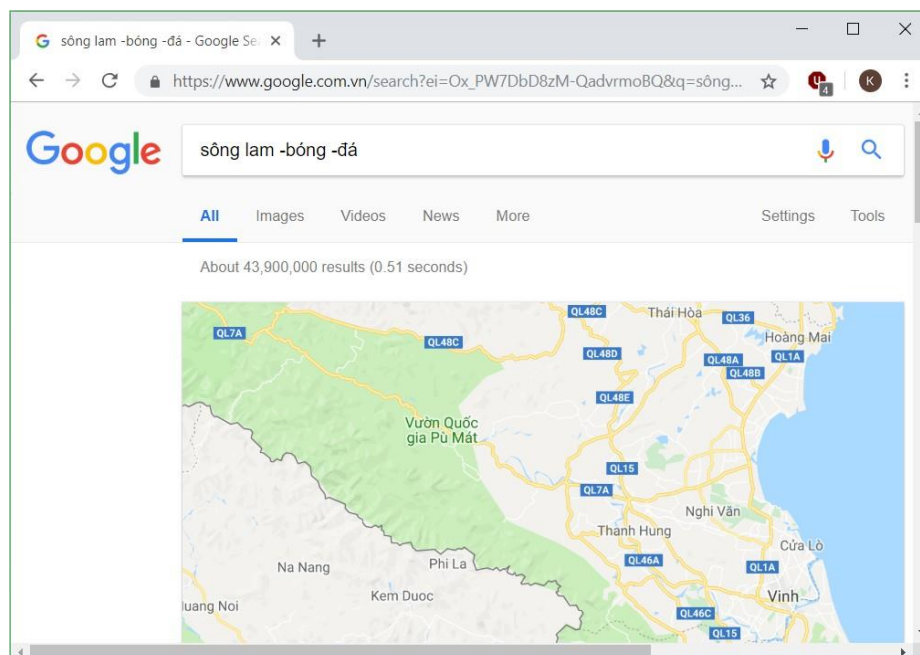 sông lam -bóng -đá - Google Se
https://www.google.com.vn/search?ei=Ox_PW7DbD8zM-QadvrmoBQ&q=sông...
4
K
Google
sông lam -bóng -đá
All Images Videos News More Settings Tools
About 43,900,000 results (0.51 seconds)
QL48C Thái Hòa QL36
QL7A Hoàng Mai
QL48C QL48D QL48A QL1A
QL48B
QL48E
Vườn Quốc
gia Pù Mát
QL15
QL7A
Nghi Văn
Thanh Hung
Cửa Lò
Na Nang Phi La QL46A QL1A
Kem Duoc Vinh
uang Noi
QL46C
QL15